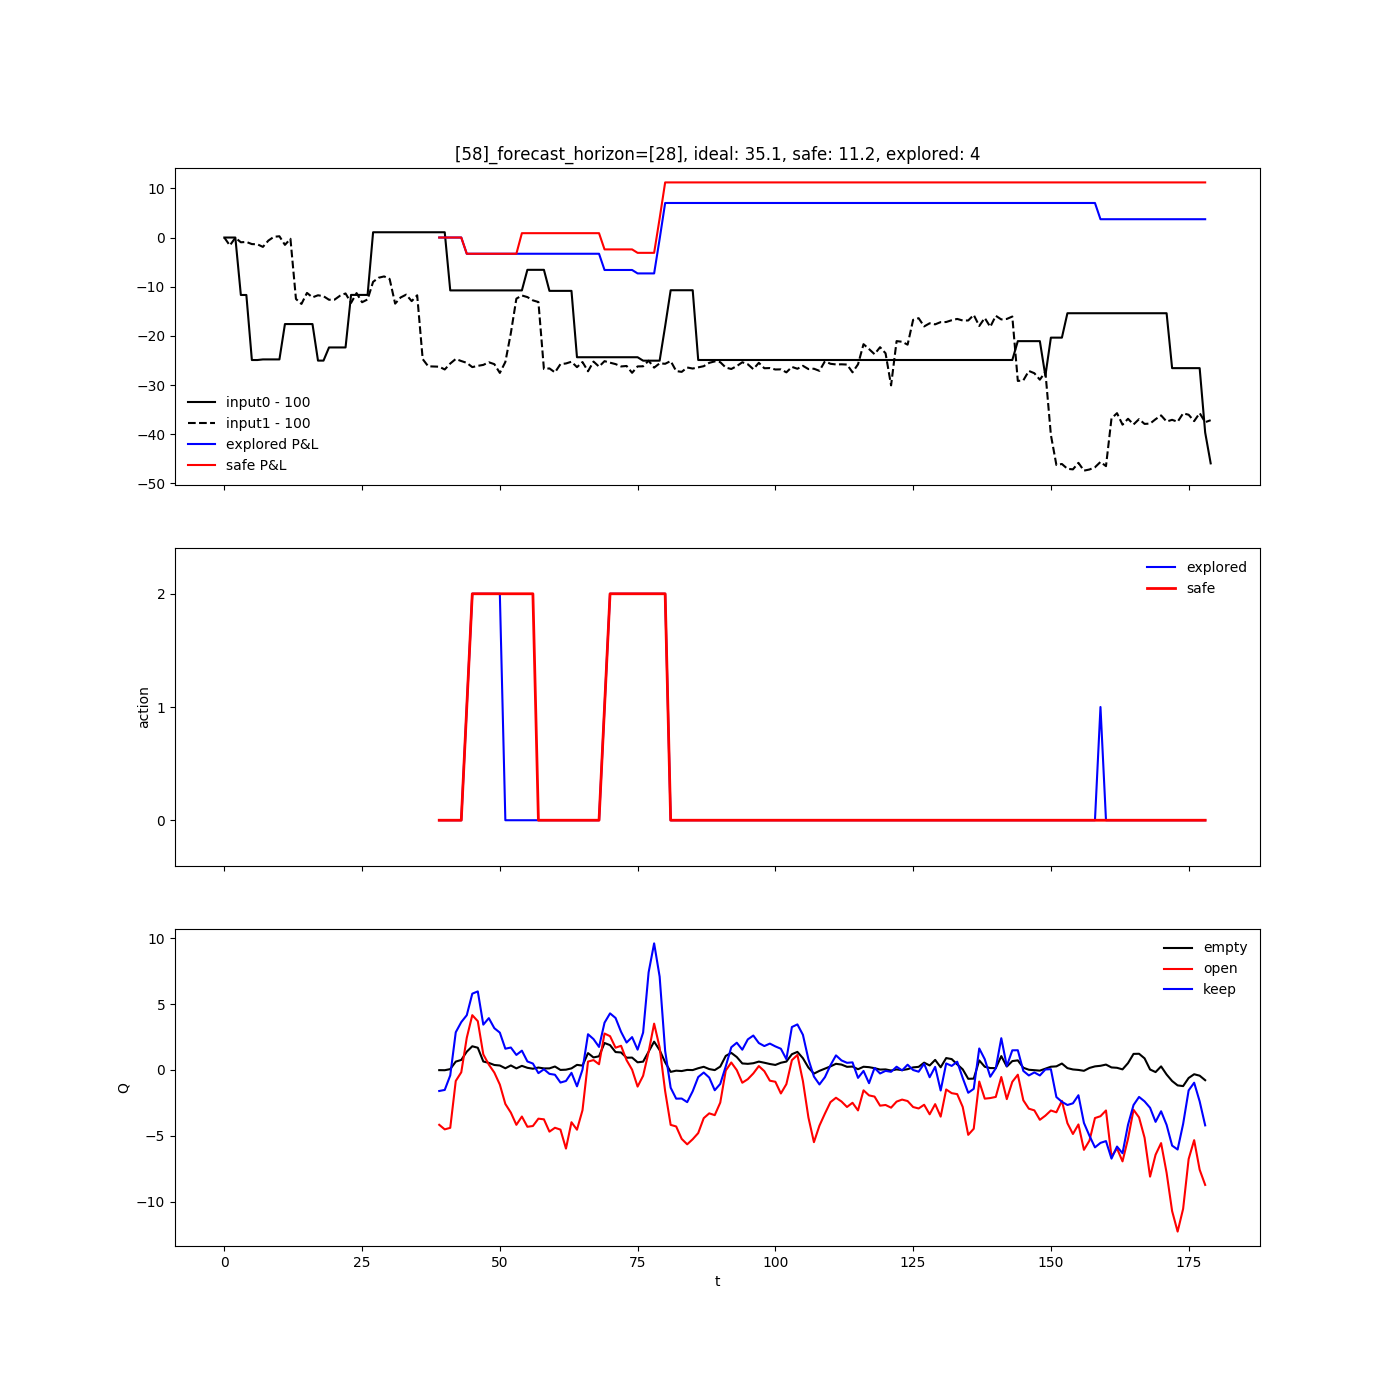 [58]_forecast_horizon=[28], ideal: 35.1, safe: 11.2, explored: 4
10
0
−10
−20
−30
−40
−50
input0 - 100
input1 - 100
explored P&L
safe P&L
2
1
0
action
explored
safe
10
5
0
−5
−10
Q
empty
open
keep
0 25 50 75 100 125 150 175
t